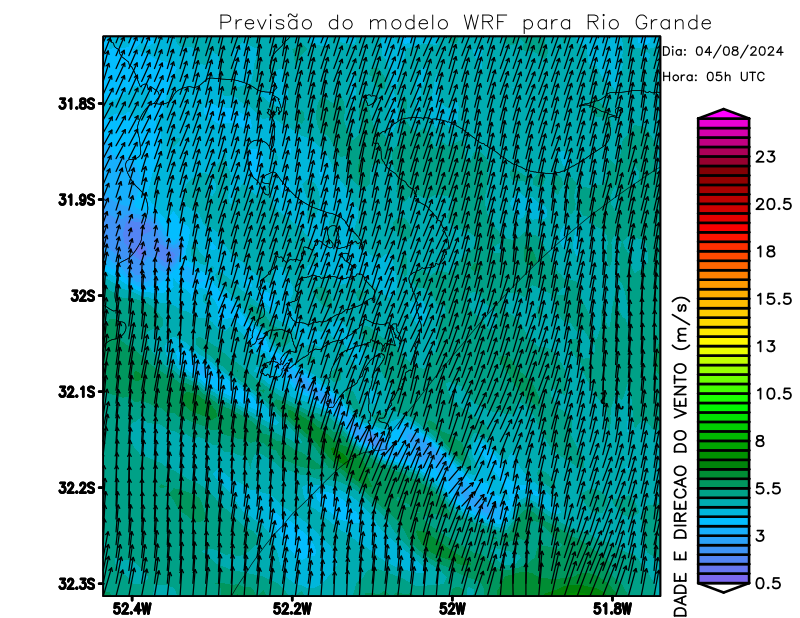 Previsão do modelo WRF para Rio Grande
Dia: 04/08/2024
Hora: 05h UTC
31.8S
31.9S
32S
32.1S
32.2S
32.3S
52.4W
52.2W
52W
51.8W
23
20.5
18
15.5
13
10.5
8
5.5
3
0.5
DADE E DIRECAO DO VENTO (m/s)